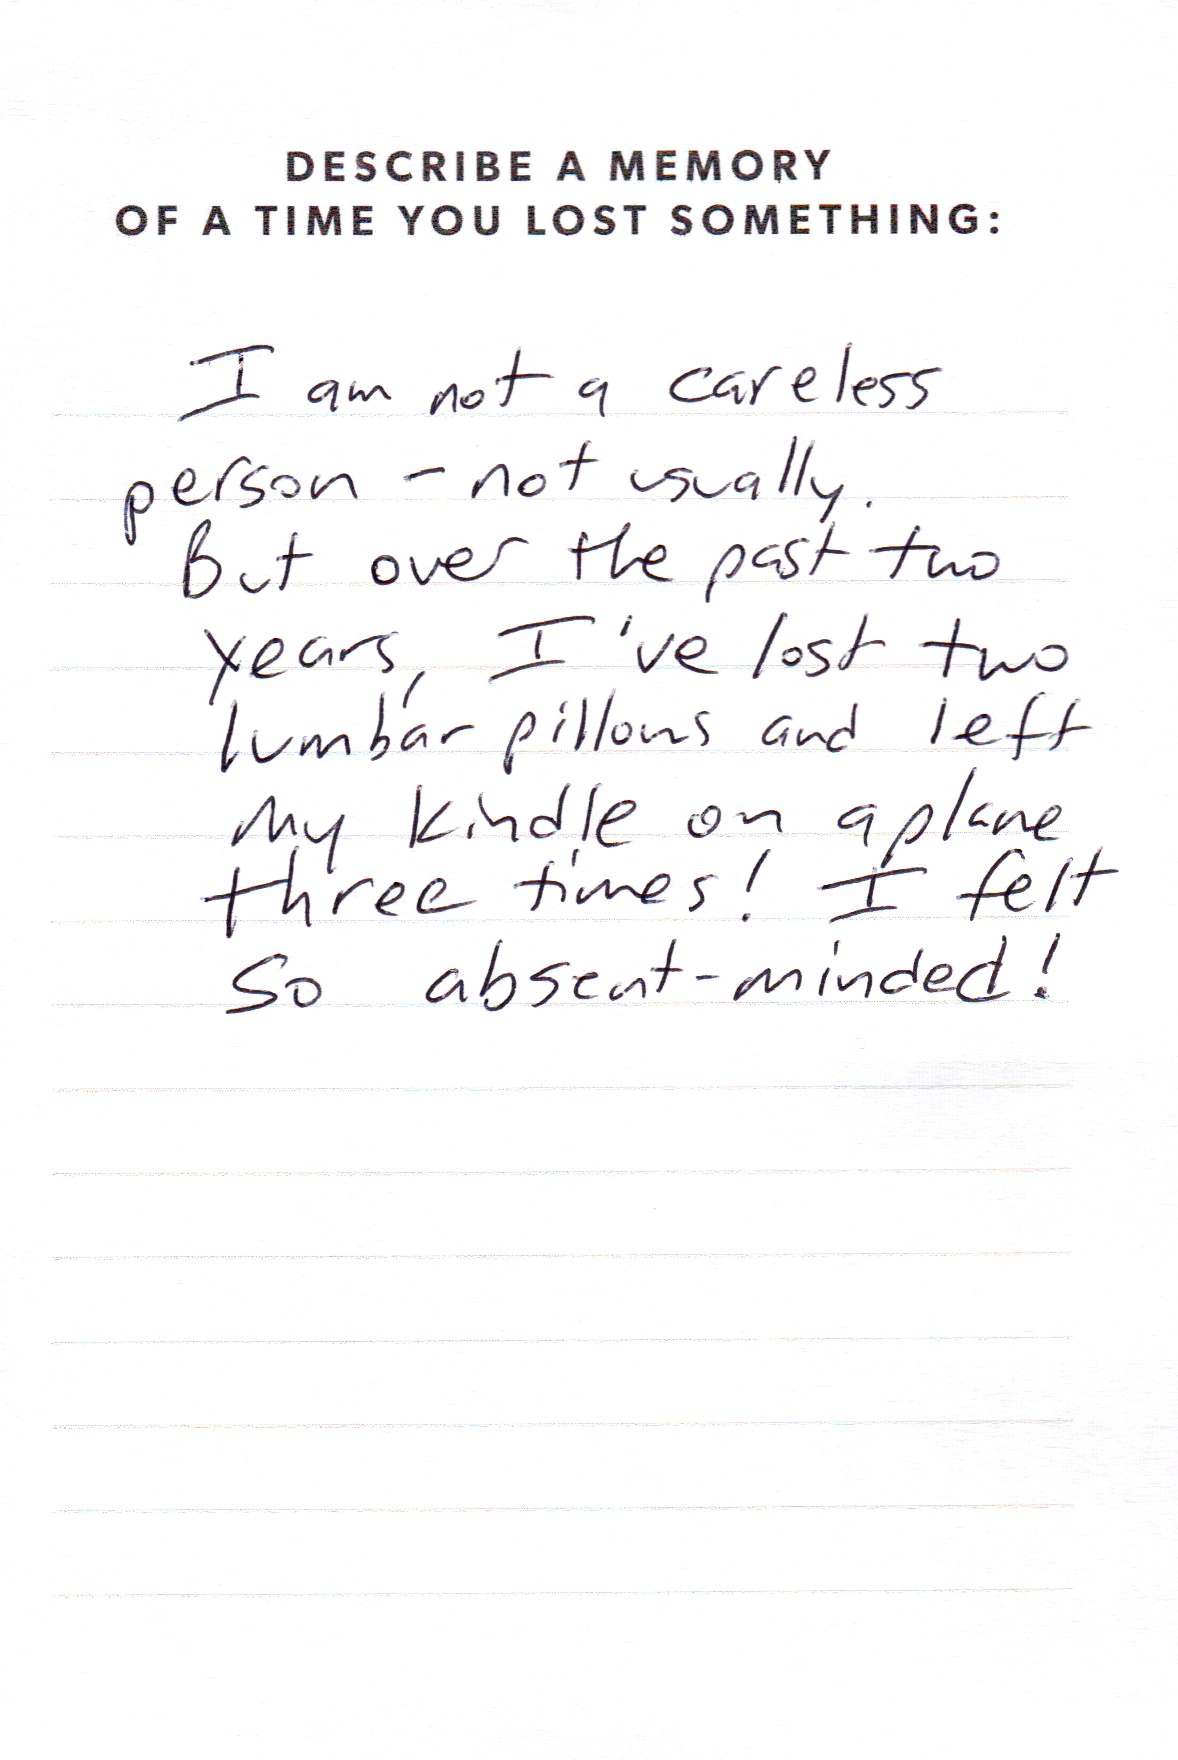 DESCRIBE A MEMORY
OF A TIME YOU LOST SOMETHING:
I am not a careless
person - not usually.
But over the past two
years, I've lost two
lumbar pillows and left
my kindle on a plane
three times! I felt
so absent-minded!